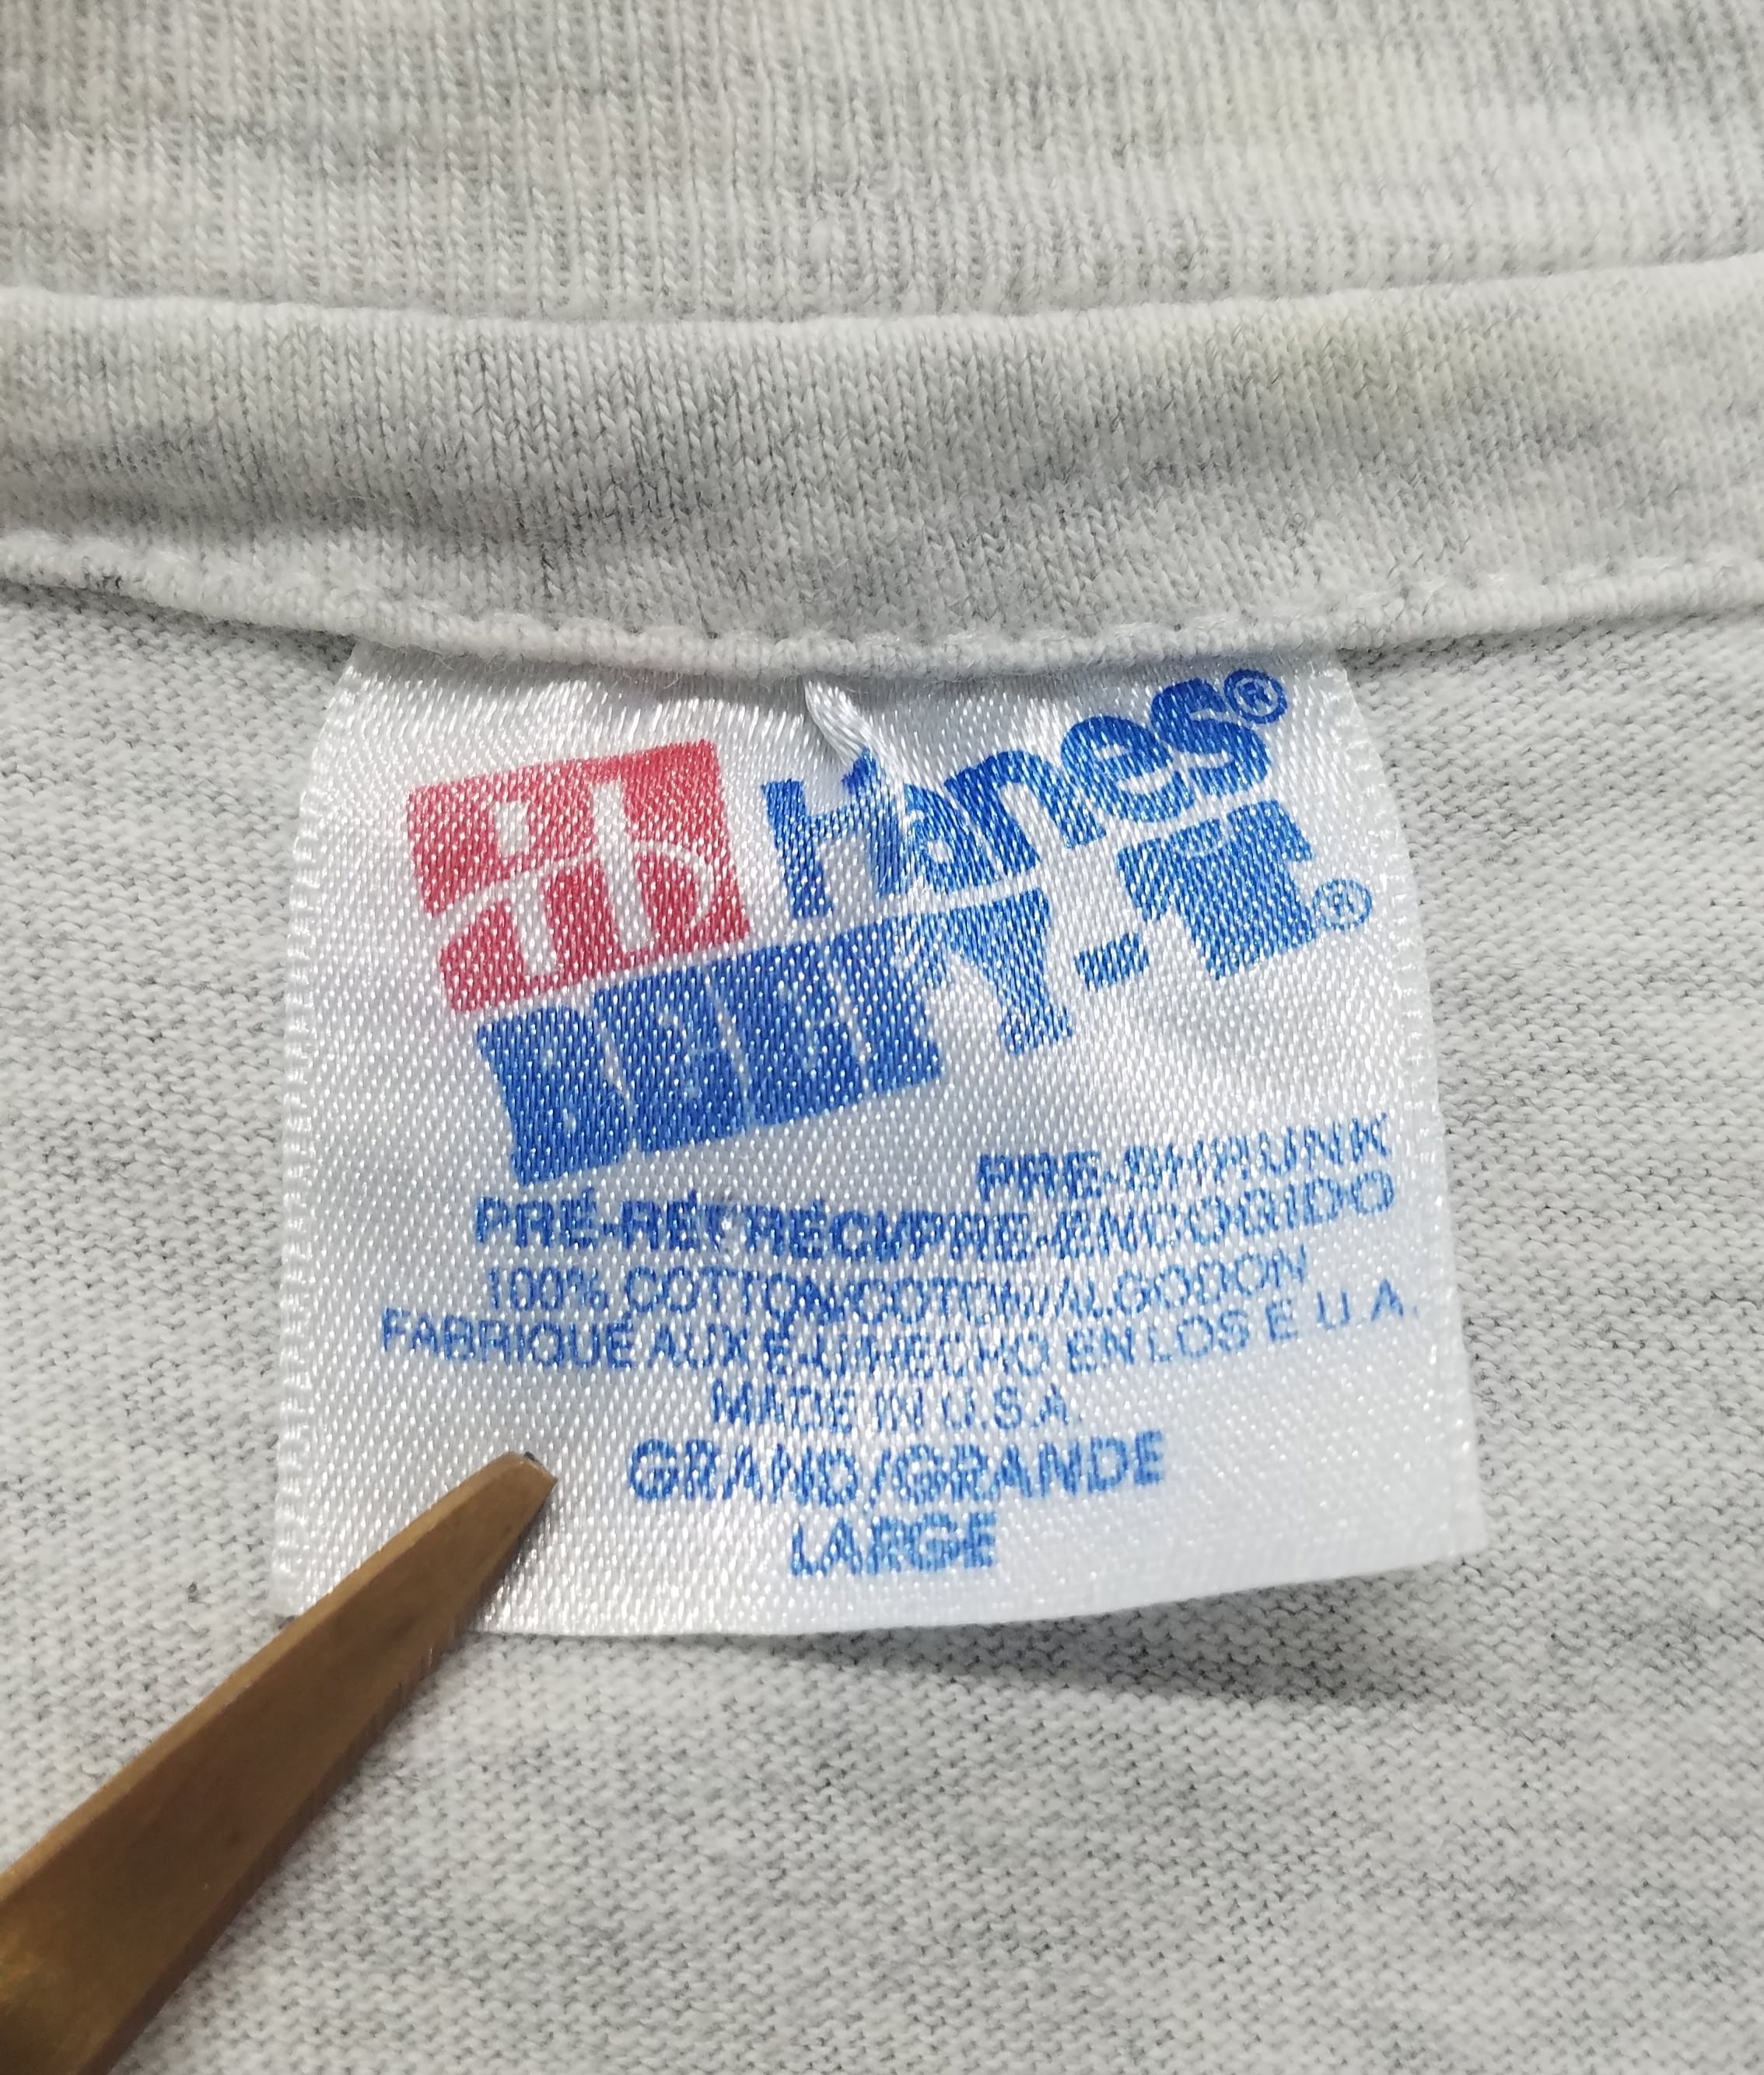 Hanes®
BEEFY-T®
PRE-SHRUNK
PRÉ-RÉTRÉCI/PRE-ENCOGIDO
100% COTTON/COTON/ALGODON
FABRIQUE AUX É-U/HECHO EN LOS E U A.
MADE IN U.S.A.
GRAND/GRANDE
LARGE